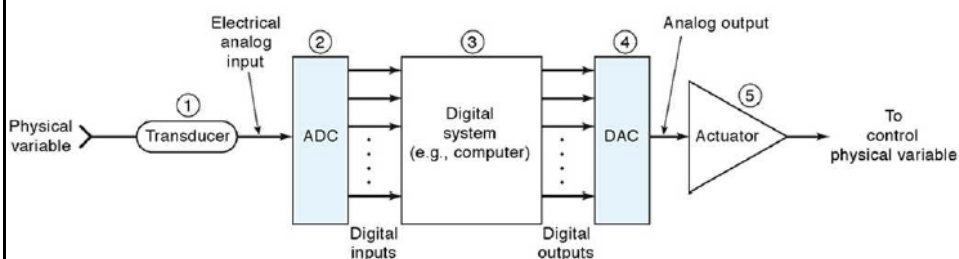 Electrical
analog
input
Analog output
①
②
③
④
⑤
Physical
variable
Transducer
ADC
Digital
system
(e.g., computer)
DAC
Actuator
To
control
physical variable
Digital
inputs
Digital
outputs